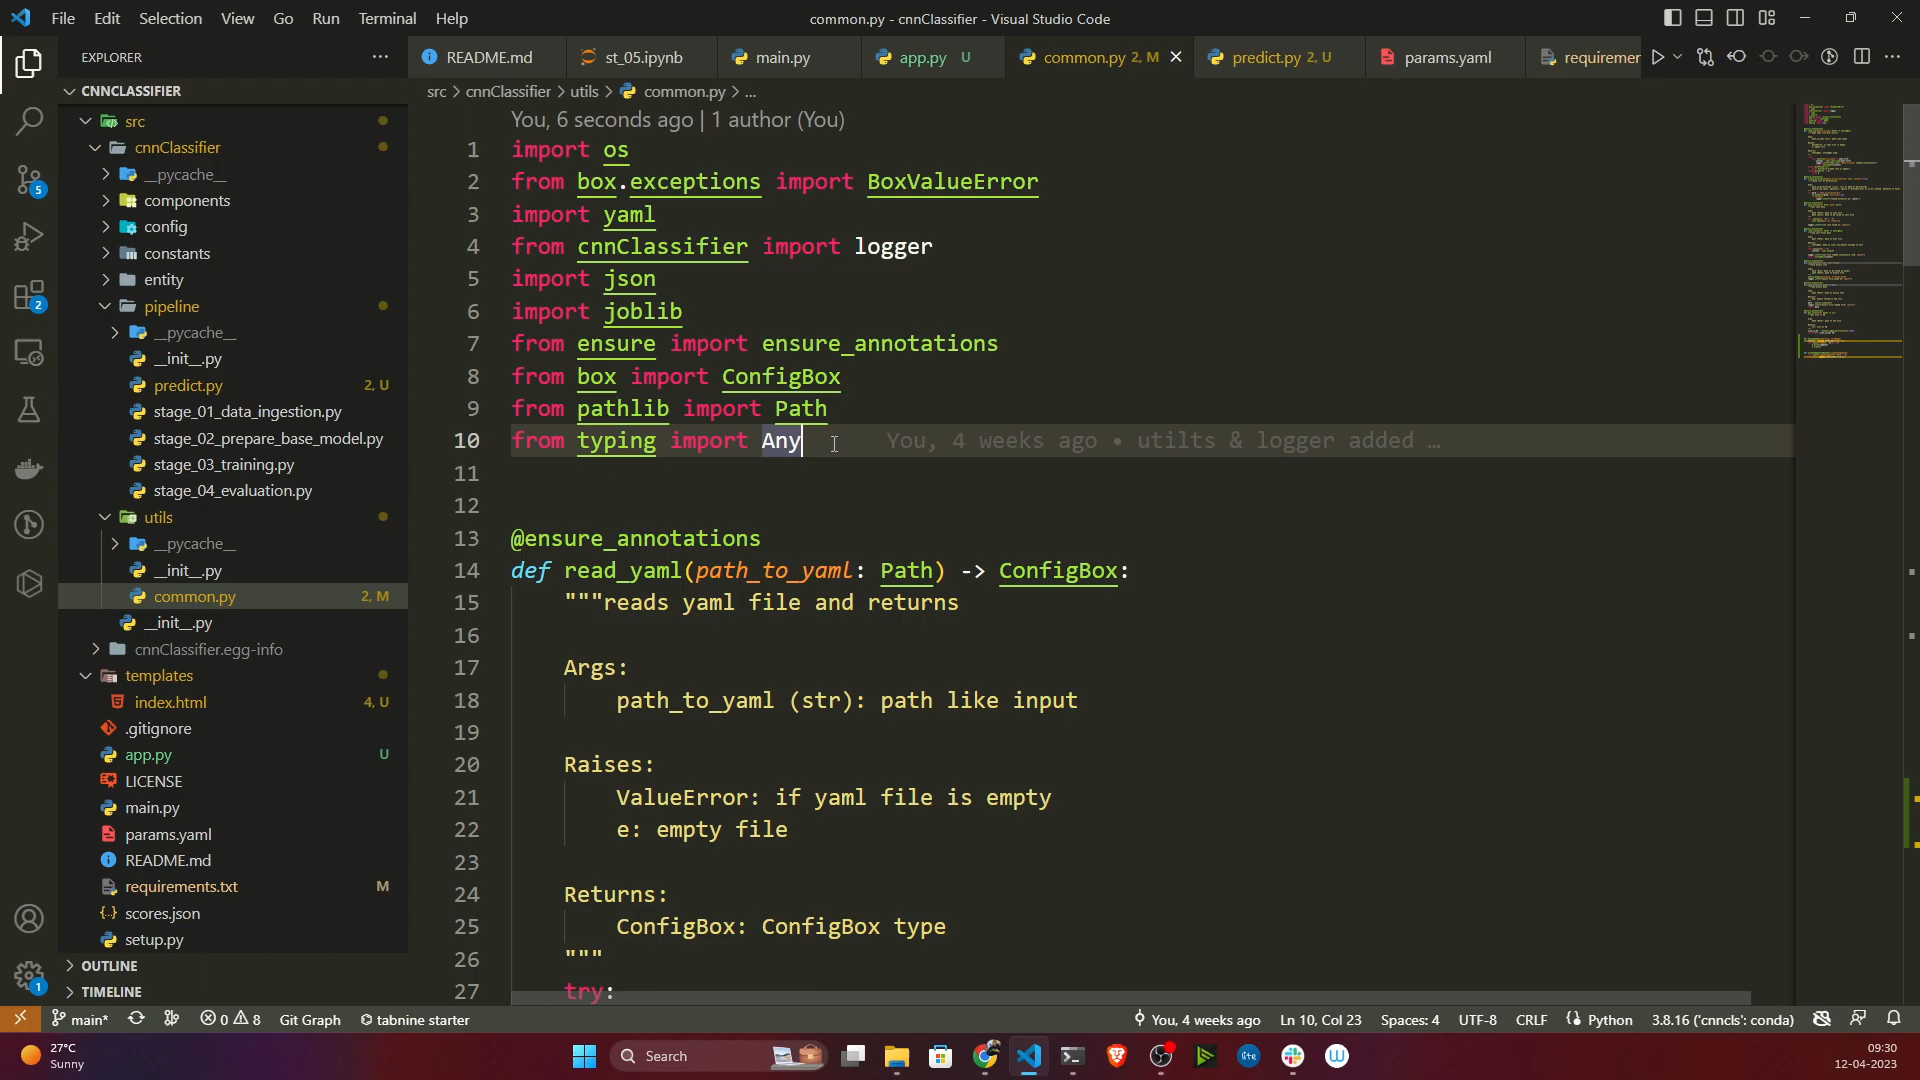 File Edit Selection View Go Run Terminal Help
common.py - cnnClassifier - Visual Studio Code
EXPLORER
README.md
st_05.ipynb
main.py
app.py U
common.py 2, M
predict.py 2, U
params.yaml
requiremer
CNNCLASSIFIER
src > cnnClassifier > utils > common.py > ...
src
cnnClassifier
__pycache__
components
config
constants
entity
pipeline
__pycache__
__init__.py
predict.py 2, U
stage_01_data_ingestion.py
stage_02_prepare_base_model.py
stage_03_training.py
stage_04_evaluation.py
utils
__pycache__
__init__.py
common.py 2, M
__init__.py
cnnClassifier.egg-info
templates
index.html 4, U
.gitignore
app.py U
LICENSE
main.py
params.yaml
README.md
requirements.txt M
scores.json
setup.py
OUTLINE
TIMELINE
5
2
1
You, 6 seconds ago | 1 author (You)
1 import os
2 from box.exceptions import BoxValueError
3 import yaml
4 from cnnClassifier import logger
5 import json
6 import joblib
7 from ensure import ensure_annotations
8 from box import ConfigBox
9 from pathlib import Path
10 from typing import Any You, 4 weeks ago • utilts & logger added …
11
12
13 @ensure_annotations
14 def read_yaml(path_to_yaml: Path) -> ConfigBox:
15 """reads yaml file and returns
16
17 Args:
18 path_to_yaml (str): path like input
19
20 Raises:
21 ValueError: if yaml file is empty
22 e: empty file
23
24 Returns:
25 ConfigBox: ConfigBox type
26 """
27 try:
main* 0 8 Git Graph tabnine starter
You, 4 weeks ago Ln 10, Col 23 Spaces: 4 UTF-8 CRLF Python 3.8.16 ('cnncls': conda)
27°C
Sunny
Search
lite
W
09:30
12-04-2023